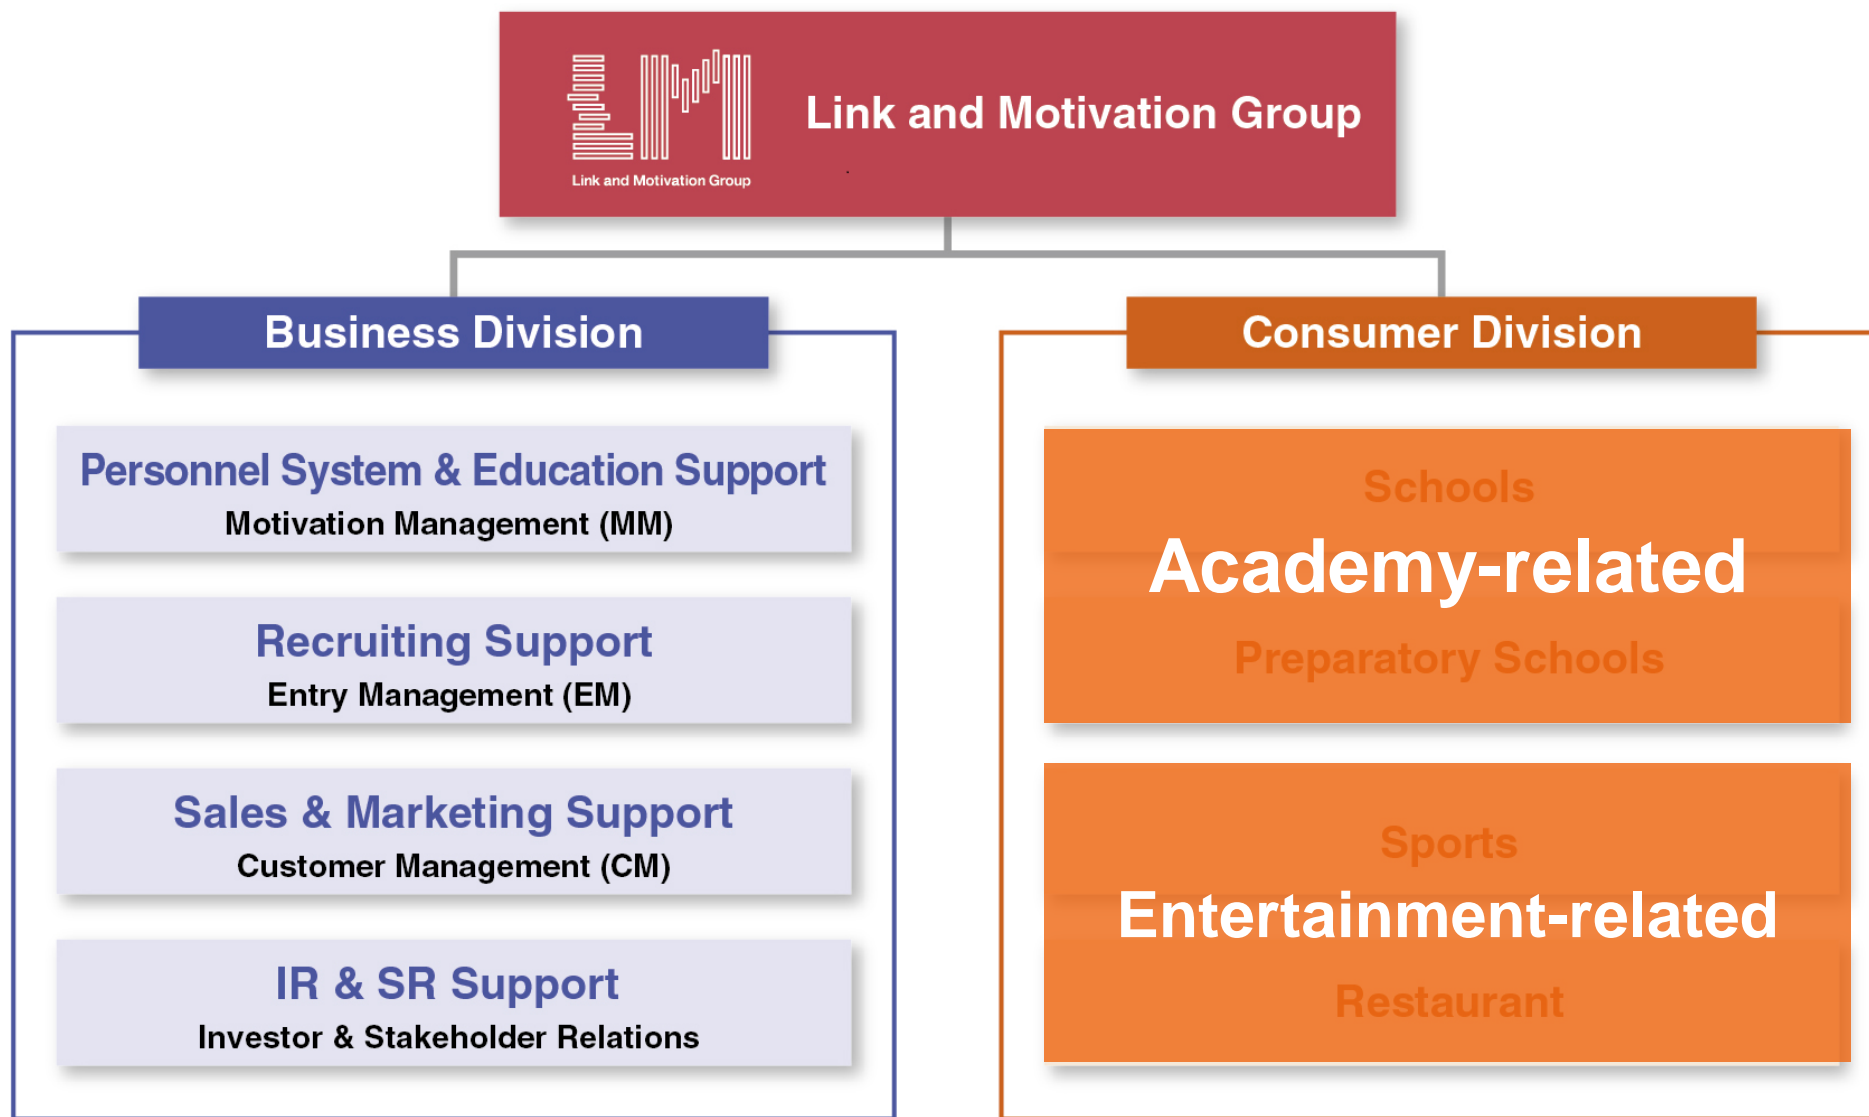 Link and Motivation Group
Link and Motivation Group
Business Division
Personnel System & Education Support
Motivation Management (MM)
Recruiting Support
Entry Management (EM)
Sales & Marketing Support
Customer Management (CM)
IR & SR Support
Investor & Stakeholder Relations
Consumer Division
Schools
Academy-related
Preparatory Schools
Sports
Entertainment-related
Restaurant